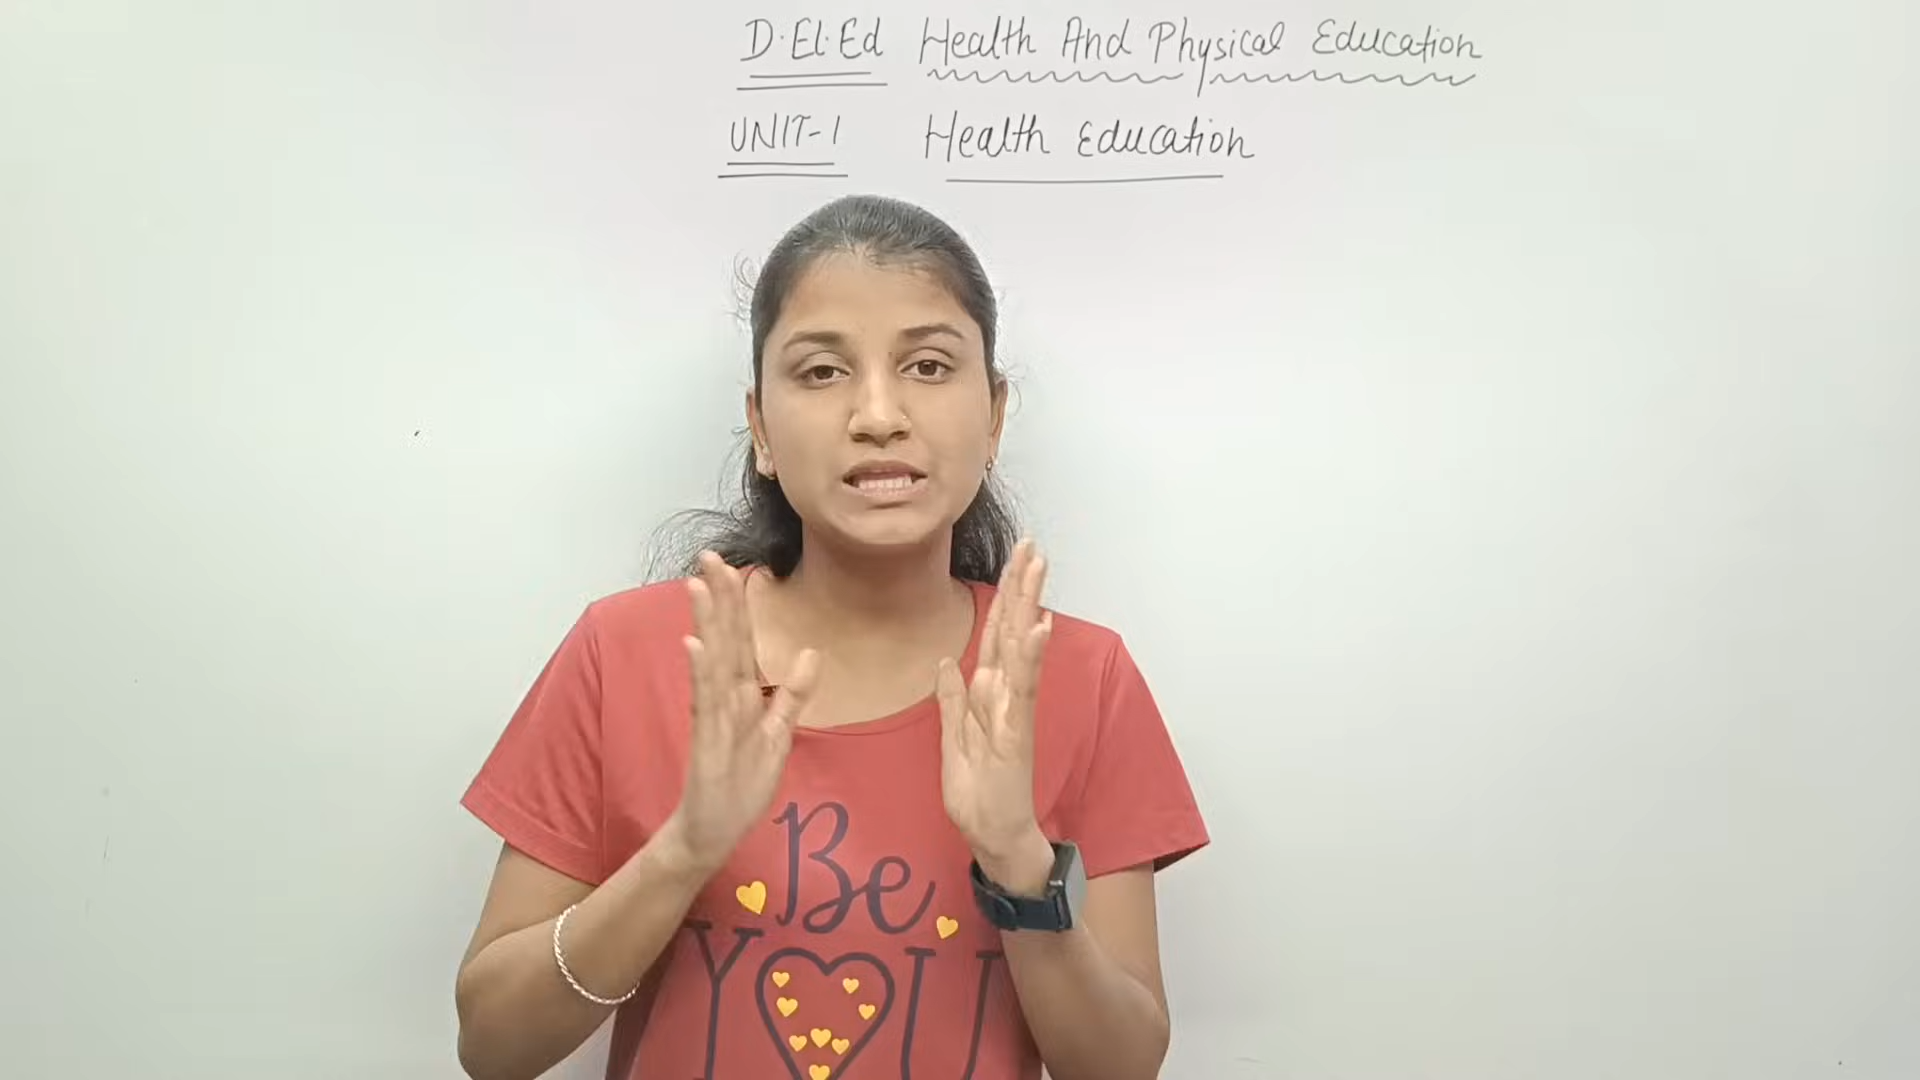 D.El.Ed Health And Physical Education
UNIT-1 Health Education
Be
YOU